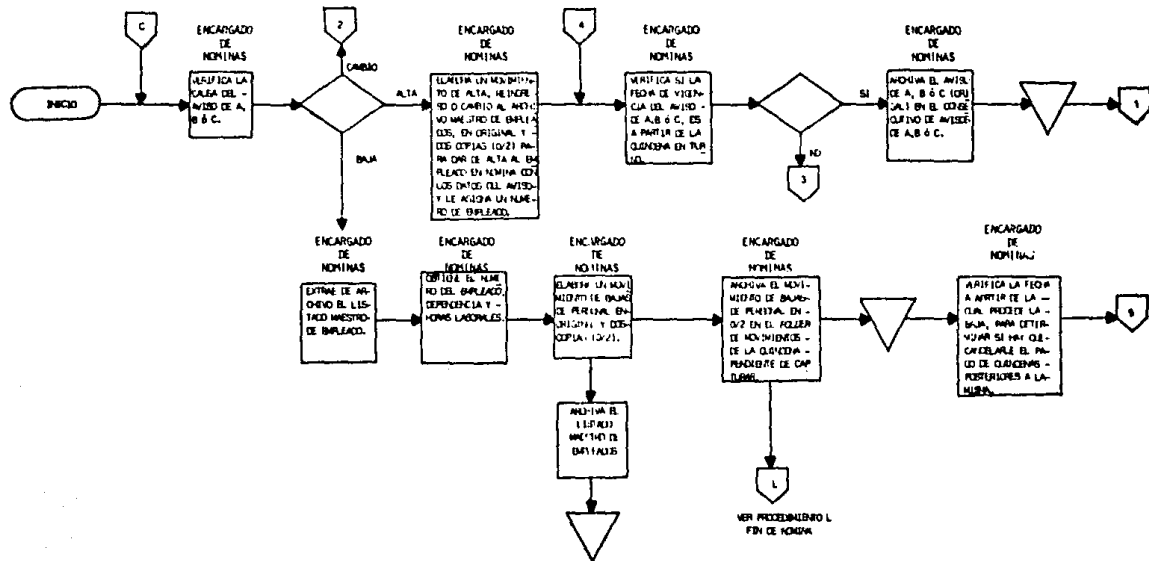 C
2
4
ENCARGADO
DE
NOMINAS
ENCARGADO
DE
NOMINAS
ENCARGADO
DE
NOMINAS
ENCARGADO
DE
NOMINAS
INICIO
VERIFICA LA
CAUSA DEL -
AVISO DE A,
B ó C.
CAMBIO
ALTA
BAJA
ELABORA UN MOVIMIEN-
TO DE ALTA, REINGRE-
SO O CAMBIO AL ARCHI-
VO MAESTRO DE EMPLEA-
DOS, EN ORIGINAL Y -
DOS COPIAS (O/2) PA-
RA DAR DE ALTA AL EM-
PLEADO EN NOMINA CON
LOS DATOS DEL AVISO-
Y LE ASIGNA UN NUME-
RO DE EMPLEADO.
VERIFICA SI LA
FECHA DE VIGEN-
CIA DEL AVISO-
DE A,B ó C, ES
A PARTIR DE LA
QUINCENA EN TUR
NO.
SI
NO
3
ARCHIVA EL AVISO-
DE A, B ó C (ORI
GAL) EN EL CONSE
CUTIVO DE AVISOS-
DE A,B ó C.
ENCARGADO
DE
NOMINAS
ENCARGADO
DE
NOMINAS
ENCARGADO
DE
NOMINAS
ENCARGADO
DE
NOMINAS
ENCARGADO
DE
NOMINAS
EXTRAE DE AR-
CHIVO EL LIS-
TADO MAESTRO-
DE EMPLEADO.
OBTIENE EL NUME
RO DEL EMPLEADO,
DEPENDENCIA Y -
HORAS LABORALES.
ELABORA UN MOVI
MIENTO DE BAJAS
DE PERSONAL EN-
ORIGINAL Y DOS-
COPIAS (O/2).
ARCHIVA EL MOVI-
MIENTO DE BAJAS-
DE PERSONAL EN-
O/2 EN EL FOLDER
DE MOVIMIENTOS -
DE LA QUINCENA -
PENDIENTE DE CAP
TURAR.
VERIFICA LA FECHA
A PARTIR DE LA -
CUAL PROCEDE LA -
BAJA, PARA DETER-
MINAR SI HAY QUE-
CANCELARLE EL PA-
GO DE QUINCENAS -
POSTERIORES A LA-
MISMA.
ARCHIVA EL
LISTADO
MAESTRO DE
EMPLEADOS
L
VER PROCEDIMIENTO L
FIN DE NOMINA